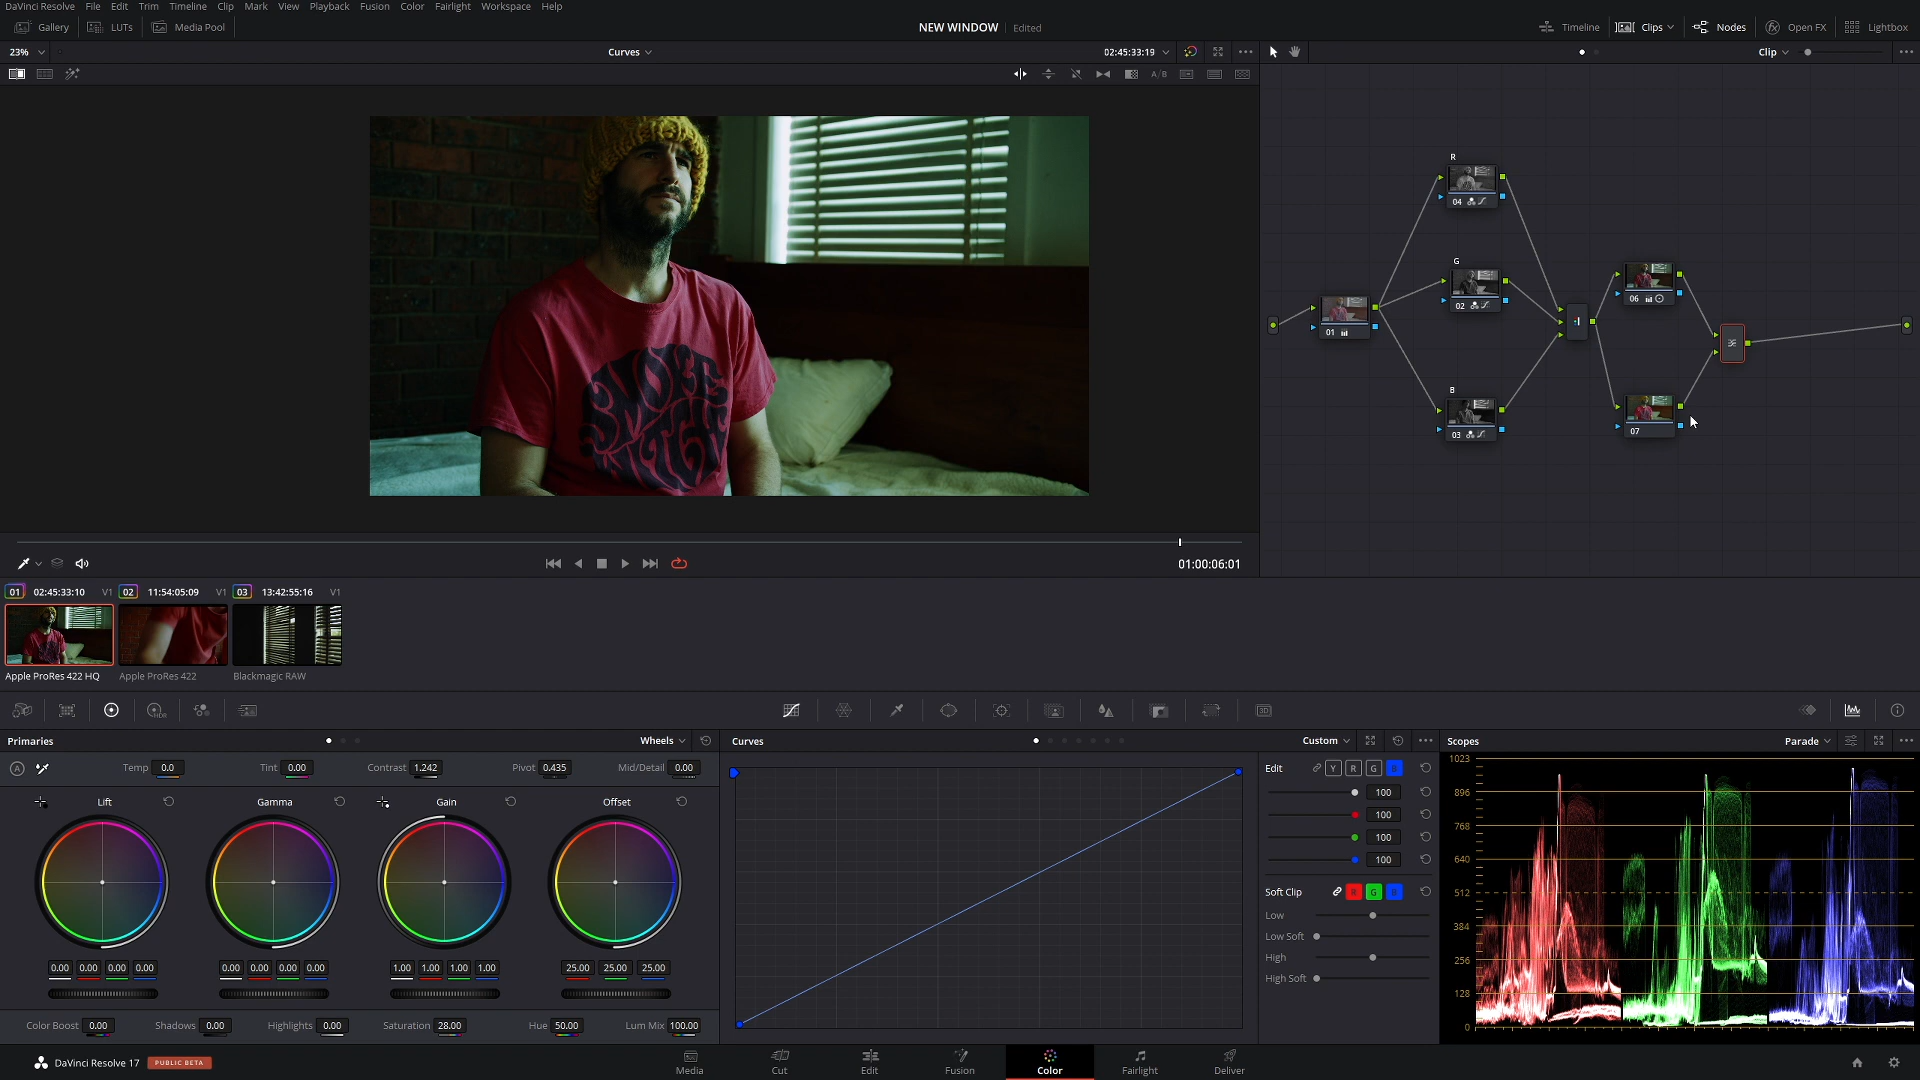 DaVinci Resolve File Edit Trim Timeline Clip Mark View Playback Fusion Color Fairlight Workspace Help
Gallery LUTs Media Pool NEW WINDOW Edited Timeline Clips Nodes Open FX Lightbox
23% Curves 02:45:33:19 Clip
A/B
R
04
G
02
06
01
B
03
07
SMOKE
01:00:06:01
01 02:45:33:10 V1 02 11:54:05:09 V1 03 13:42:55:16 V1
Apple ProRes 422 HQ Apple ProRes 422 Blackmagic RAW
HDR 3D
Primaries Wheels Curves Custom Scopes Parade
A Temp 0.0 Tint 0.00 Contrast 1.242 Pivot 0.435 Mid/Detail 0.00
Edit Y R G B
Lift Gamma Gain Offset
100
100
100
100
Soft Clip R G B
Low
Low Soft
High
High Soft
1023
896
768
640
512
384
256
128
0
0.00 0.00 0.00 0.00 0.00 0.00 0.00 0.00 1.00 1.00 1.00 1.00 25.00 25.00 25.00
Color Boost 0.00 Shadows 0.00 Highlights 0.00 Saturation 28.00 Hue 50.00 Lum Mix 100.00
DaVinci Resolve 17 PUBLIC BETA Media Cut Edit Fusion Color Fairlight Deliver